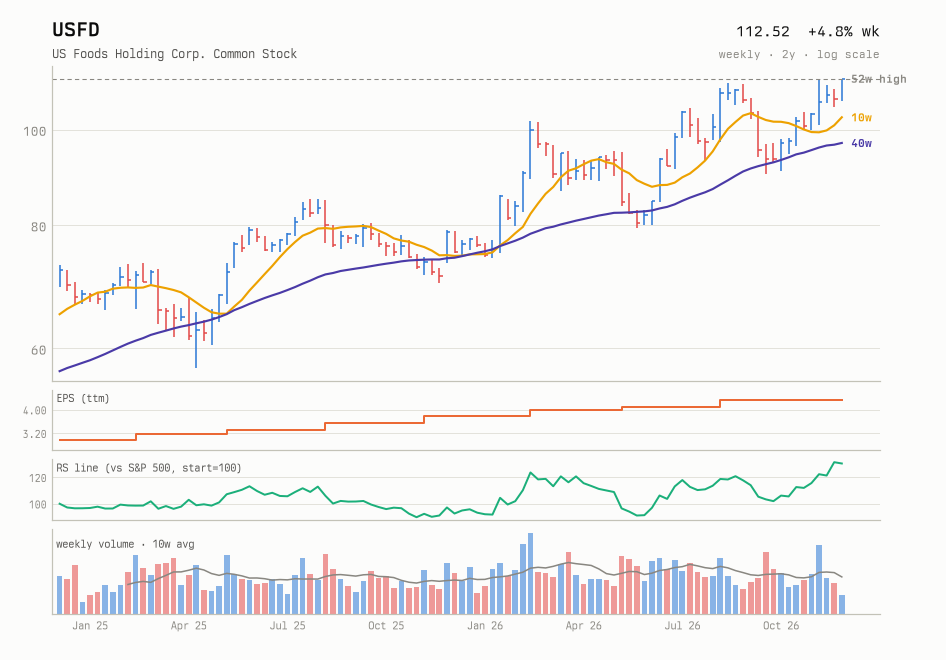 USFD
112.52 +4.8% wk
US Foods Holding Corp. Common Stock
weekly · 2y · log scale
52w high
100
10w
40w
80
60
EPS (ttm)
4.00
3.20
RS line (vs S&P 500, start=100)
120
100
weekly volume · 10w avg
Jan 25 Apr 25 Jul 25 Oct 25 Jan 26 Apr 26 Jul 26 Oct 26